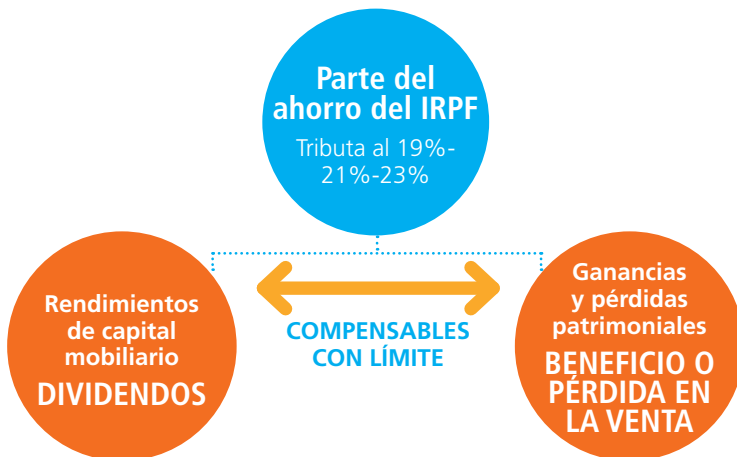 Parte del
ahorro del IRPF
Tributa al 19%-
21%-23%
Rendimientos
de capital
mobiliario
DIVIDENDOS
COMPENSABLES
CON LÍMITE
Ganancias
y pérdidas
patrimoniales
BENEFICIO O
PÉRDIDA EN
LA VENTA